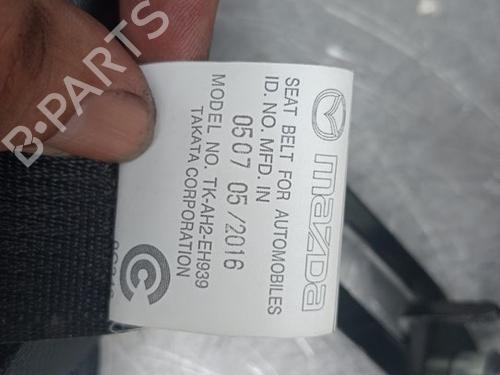 mazda
SEAT BELT FOR AUTOMOBILES
ID. NO. MFD. IN
0507 05/2016
MODEL NO. TK-AH2-EH939
TAKATA CORPORATION
B-PARTS